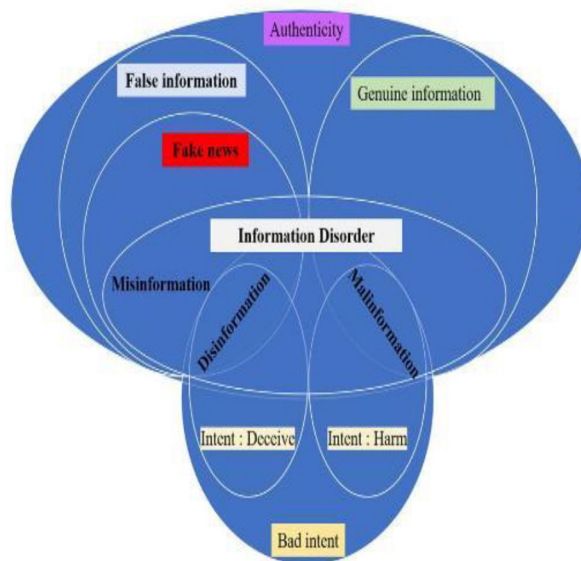 Authenticity
False information
Genuine information
Fake news
Information Disorder
Misinformation
Disinformation
Malinformation
Intent : Deceive
Intent : Harm
Bad intent